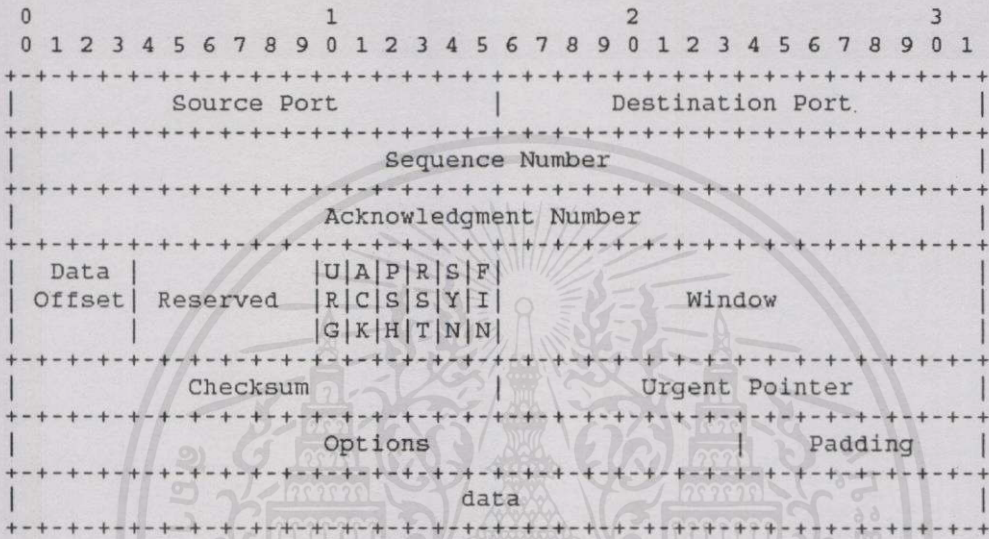 0                   1                   2                   3
0 1 2 3 4 5 6 7 8 9 0 1 2 3 4 5 6 7 8 9 0 1 2 3 4 5 6 7 8 9 0 1
+-+-+-+-+-+-+-+-+-+-+-+-+-+-+-+-+-+-+-+-+-+-+-+-+-+-+-+-+-+-+-+-+
|          Source Port          |       Destination Port        |
+-+-+-+-+-+-+-+-+-+-+-+-+-+-+-+-+-+-+-+-+-+-+-+-+-+-+-+-+-+-+-+-+
|                        Sequence Number                        |
+-+-+-+-+-+-+-+-+-+-+-+-+-+-+-+-+-+-+-+-+-+-+-+-+-+-+-+-+-+-+-+-+
|                    Acknowledgment Number                      |
+-+-+-+-+-+-+-+-+-+-+-+-+-+-+-+-+-+-+-+-+-+-+-+-+-+-+-+-+-+-+-+-+
|  Data |           |U|A|P|R|S|F|                               |
| Offset| Reserved  |R|C|S|S|Y|I|            Window             |
|       |           |G|K|H|T|N|N|                               |
+-+-+-+-+-+-+-+-+-+-+-+-+-+-+-+-+-+-+-+-+-+-+-+-+-+-+-+-+-+-+-+-+
|           Checksum            |         Urgent Pointer        |
+-+-+-+-+-+-+-+-+-+-+-+-+-+-+-+-+-+-+-+-+-+-+-+-+-+-+-+-+-+-+-+-+
|                    Options                    |    Padding    |
+-+-+-+-+-+-+-+-+-+-+-+-+-+-+-+-+-+-+-+-+-+-+-+-+-+-+-+-+-+-+-+-+
|                             data                              |
+-+-+-+-+-+-+-+-+-+-+-+-+-+-+-+-+-+-+-+-+-+-+-+-+-+-+-+-+-+-+-+-+